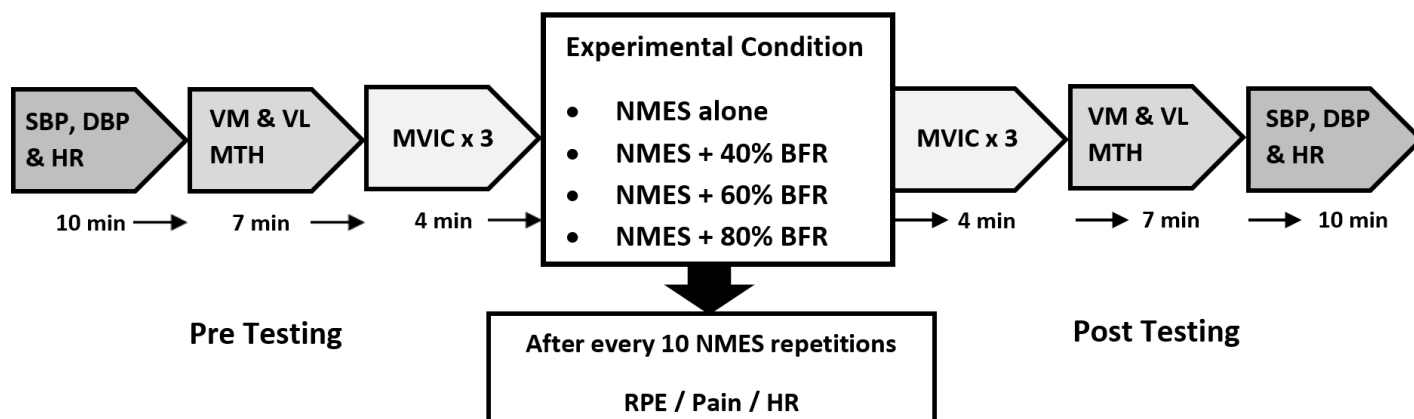 SBP, DBP
& HR
VM & VL
MTH
MVIC x 3
Experimental Condition
• NMES alone
• NMES + 40% BFR
• NMES + 60% BFR
• NMES + 80% BFR
MVIC x 3
VM & VL
MTH
SBP, DBP
& HR
10 min
7 min
4 min
4 min
7 min
10 min
Pre Testing
Post Testing
After every 10 NMES repetitions
RPE / Pain / HR